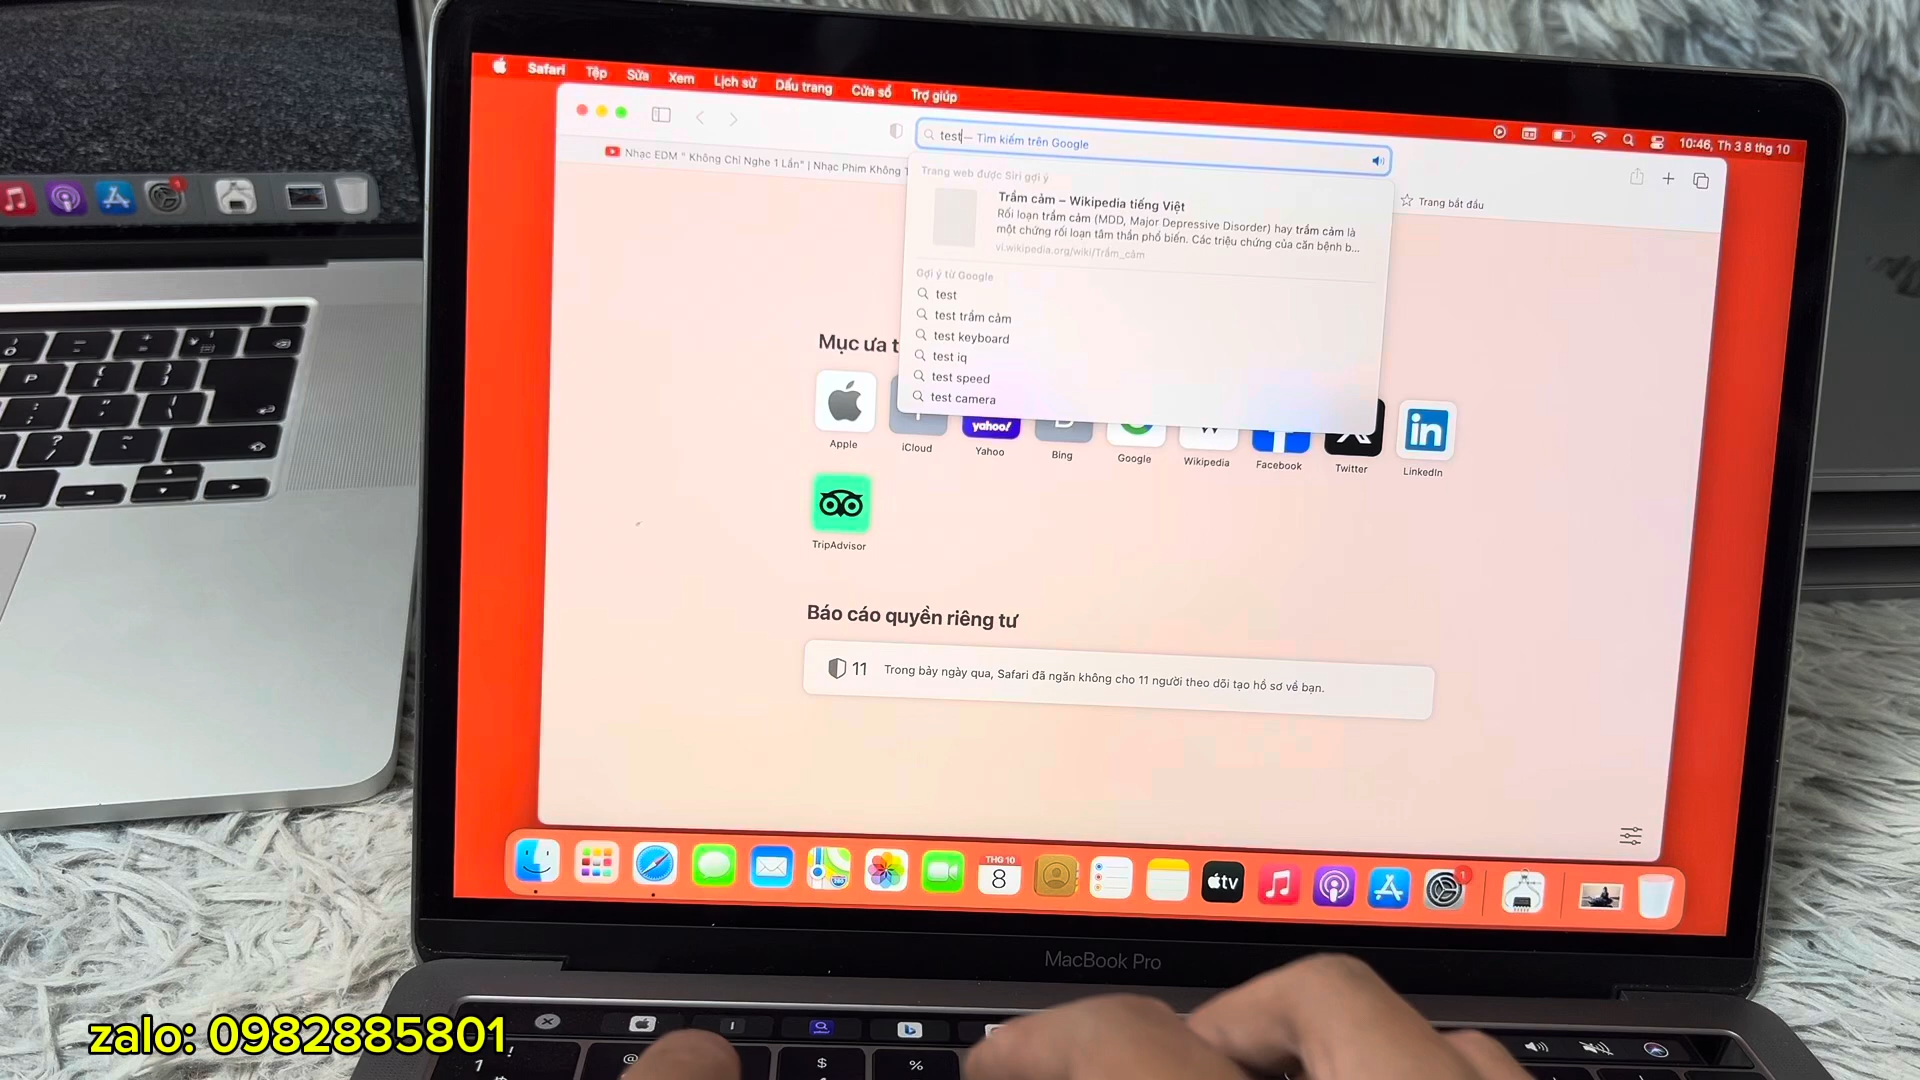 Safari Tệp Sửa Xem Lịch sử Dấu trang Cửa sổ Trợ giúp
10:46, Th 3 8 thg 10
test — Tìm kiếm trên Google
Nhạc EDM " Không Chỉ Nghe 1 Lần" | Nhạc Phim Không
Trang bắt đầu
Trang web được Siri gợi ý
Trầm cảm – Wikipedia tiếng Việt
Rối loạn trầm cảm (MDD, Major Depressive Disorder) hay trầm cảm là
một chứng rối loạn tâm thần phổ biến. Các triệu chứng của căn bệnh b...
vi.wikipedia.org/wiki/Trầm_cảm
Gợi ý từ Google
test
test trầm cảm
test keyboard
test iq
test speed
test camera
Mục ưa t
yahoo!
in
Apple iCloud Yahoo Bing Google Wikipedia Facebook Twitter LinkedIn
TripAdvisor
Báo cáo quyền riêng tư
11 Trong bảy ngày qua, Safari đã ngăn không cho 11 người theo dõi tạo hồ sơ về bạn.
THG 10
8
tv
1
MacBook Pro
zalo: 0982885801
! @ $ %
1
P